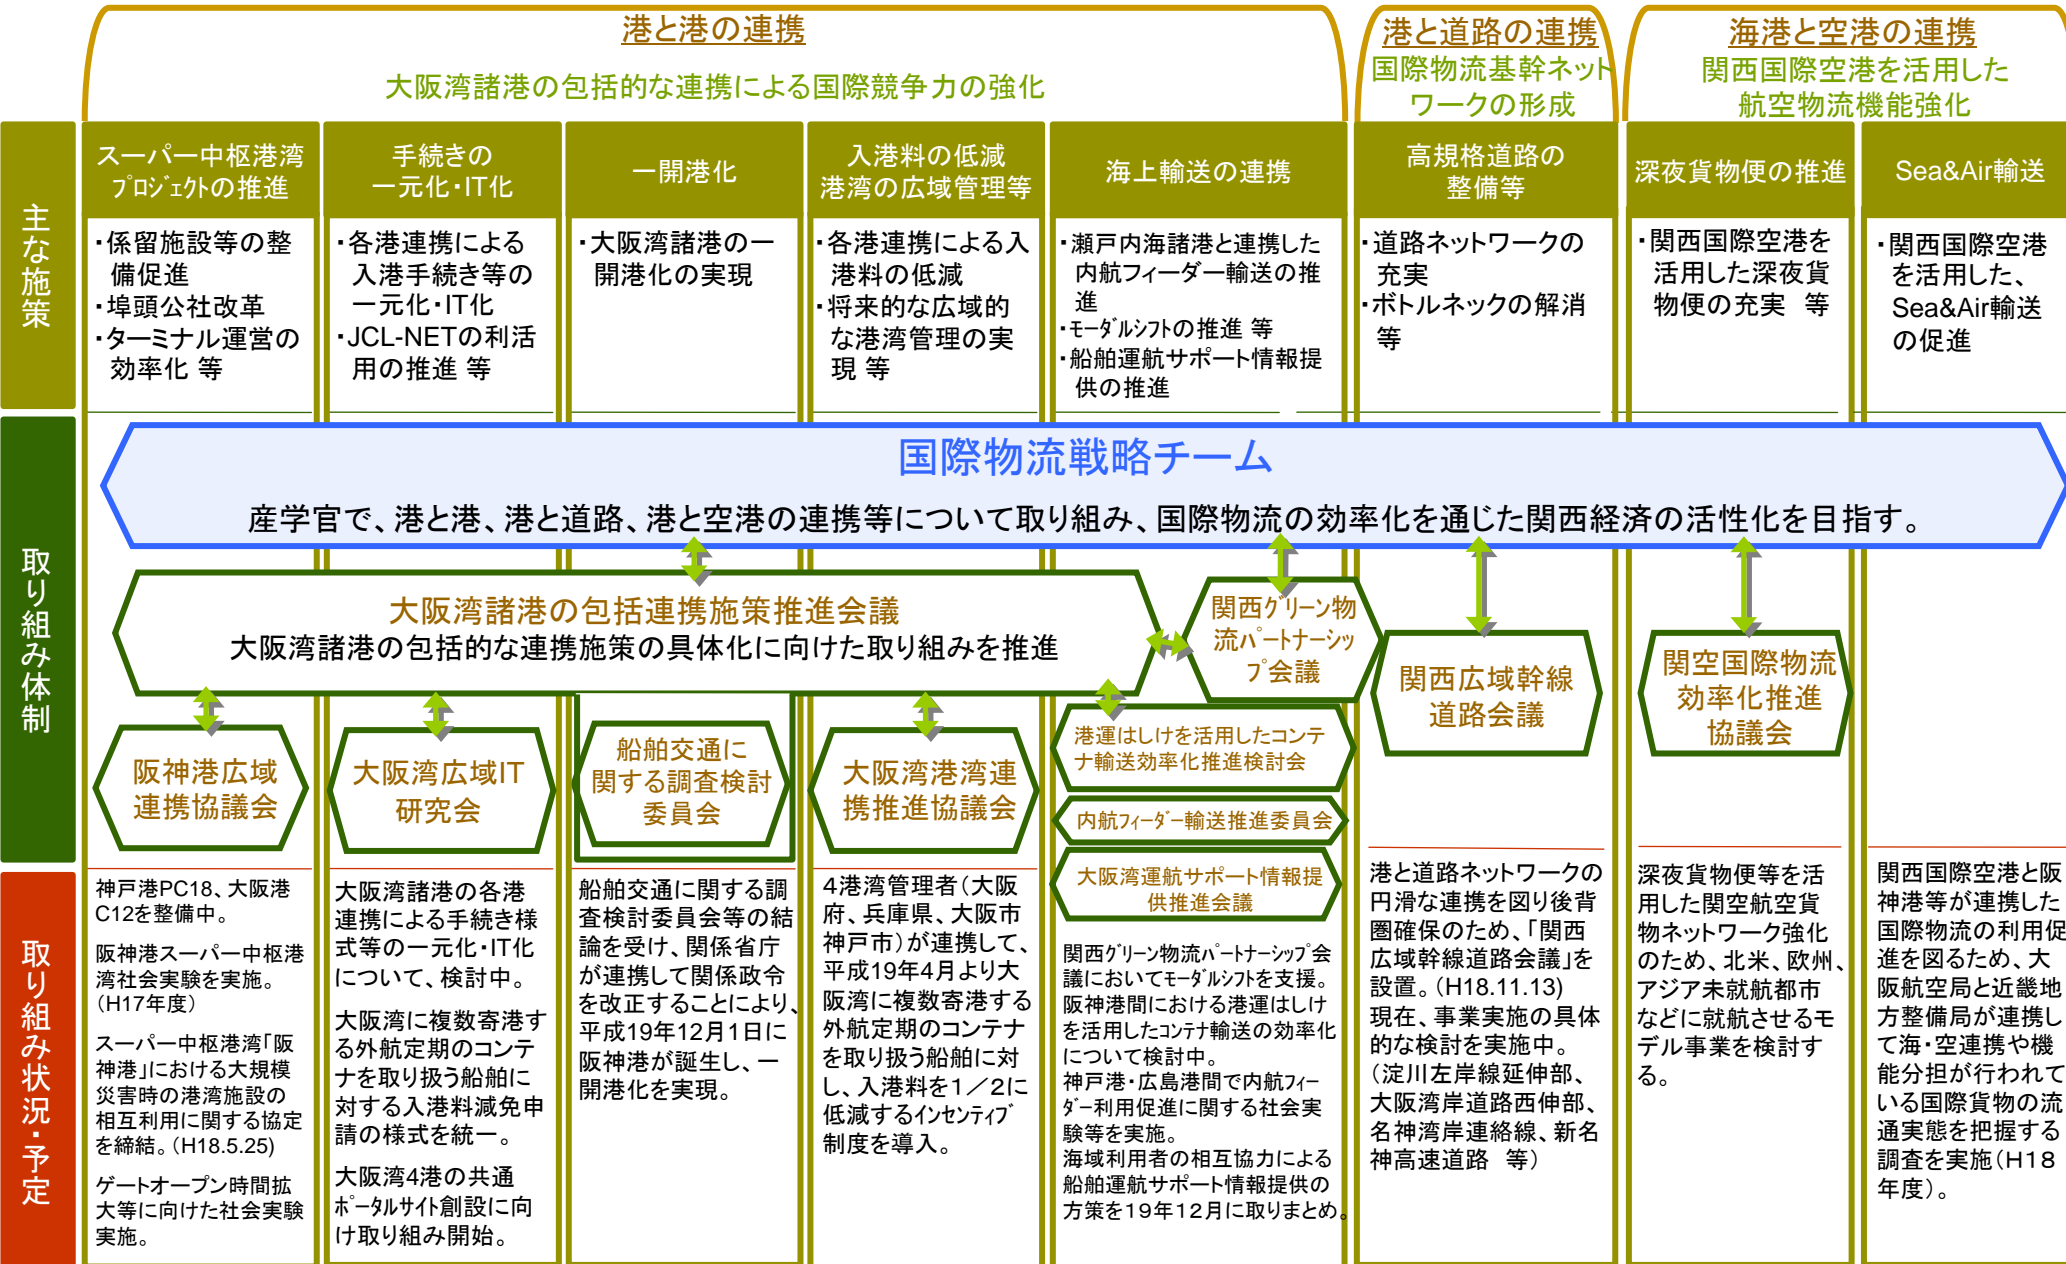 港と港の連携
大阪湾諸港の包括的な連携による国際競争力の強化
港と道路の連携
国際物流基幹ネット
ワークの形成
海港と空港の連携
関西国際空港を活用した
航空物流機能強化
主な施策
スーパー中枢港湾
ﾌﾟﾛｼﾞｪｸﾄの推進
手続きの
一元化・IT化
一開港化
入港料の低減
港湾の広域管理等
海上輸送の連携
高規格道路の
整備等
深夜貨物便の推進
Sea&Air輸送
・係留施設等の整
備促進
・埠頭公社改革
・ターミナル運営の
効率化 等
・各港連携による
入港手続き等の
一元化・IT化
・JCL-NETの利活
用の推進 等
・大阪湾諸港の一
開港化の実現
・各港連携による入
港料の低減
・将来的な広域的
な港湾管理の実
現 等
・瀬戸内海諸港と連携した
内航フィーダー輸送の推
進
・ﾓｰﾀﾞﾙｼﾌﾄの推進 等
・船舶運航サポート情報提
供の推進
・道路ネットワークの
充実
・ボトルネックの解消
等
・関西国際空港を
活用した深夜貨
物便の充実 等
・関西国際空港
を活用した、
Sea&Air輸送
の促進
取り組み体制
国際物流戦略チーム
産学官で、港と港、港と道路、港と空港の連携等について取り組み、国際物流の効率化を通じた関西経済の活性化を目指す。
大阪湾諸港の包括連携施策推進会議
大阪湾諸港の包括的な連携施策の具体化に向けた取り組みを推進
関西ｸﾞﾘｰﾝ物
流ﾊﾟｰﾄﾅｰｼｯ
ﾌﾟ会議
関西広域幹線
道路会議
関空国際物流
効率化推進
協議会
阪神港広域
連携協議会
大阪湾広域IT
研究会
船舶交通に
関する調査検討
委員会
大阪湾港湾連
携推進協議会
港運はしけを活用したコンテ
ナ輸送効率化推進検討会
内航ﾌｨｰﾀﾞｰ輸送推進委員会
大阪湾運航サポート情報提
供推進会議
取り組み状況・予定
神戸港PC18、大阪港
C12を整備中。
阪神港スーパー中枢港
湾社会実験を実施。
（H17年度）
スーパー中枢港湾「阪
神港」における大規模
災害時の港湾施設の
相互利用に関する協定
を締結。（H18.5.25)
ゲートオープン時間拡
大等に向けた社会実験
実施。
大阪湾諸港の各港
連携による手続き様
式等の一元化・IT化
について、検討中。
大阪湾に複数寄港す
る外航定期のコンテ
ナを取り扱う船舶に
対する入港料減免申
請の様式を統一。
大阪湾4港の共通
ﾎﾟｰﾀﾙｻｲﾄ創設に向
け取り組み開始。
船舶交通に関する調
査検討委員会等の結
論を受け、関係省庁
が連携して関係政令
を改正することにより、
平成19年12月1日に
阪神港が誕生し、一
開港化を実現。
4港湾管理者（大阪
府、兵庫県、大阪市
神戸市）が連携して、
平成19年4月より大
阪湾に複数寄港する
外航定期のコンテナ
を取り扱う船舶に対
し、入港料を１／２に
低減するｲﾝｾﾝﾃｨﾌﾞ
制度を導入。
関西ｸﾞﾘｰﾝ物流ﾊﾟｰﾄﾅｰｼｯﾌﾟ会
議においてﾓｰﾀﾞﾙｼﾌﾄを支援。
阪神港間における港運はしけ
を活用したｺﾝﾃﾅ輸送の効率化
について検討中。
神戸港・広島港間で内航ﾌｨｰ
ﾀﾞｰ利用促進に関する社会実
験等を実施。
海域利用者の相互協力による
船舶運航サポート情報提供の
方策を19年12月に取りまとめ。
港と道路ネットワークの
円滑な連携を図り後背
圏確保のため、「関西
広域幹線道路会議」を
設置。（H18.11.13)
現在、事業実施の具体
的な検討を実施中。
（淀川左岸線延伸部、
大阪湾岸道路西伸部、
名神湾岸連絡線、新名
神高速道路 等）
深夜貨物便等を活
用した関空航空貨
物ネットワーク強化
のため、北米、欧州、
アジア未就航都市
などに就航させるモ
デル事業を検討す
る。
関西国際空港と阪
神港等が連携した
国際物流の利用促
進を図るため、大
阪航空局と近畿地
方整備局が連携し
て海・空連携や機
能分担が行われて
いる国際貨物の流
通実態を把握する
調査を実施（H１８
年度）。